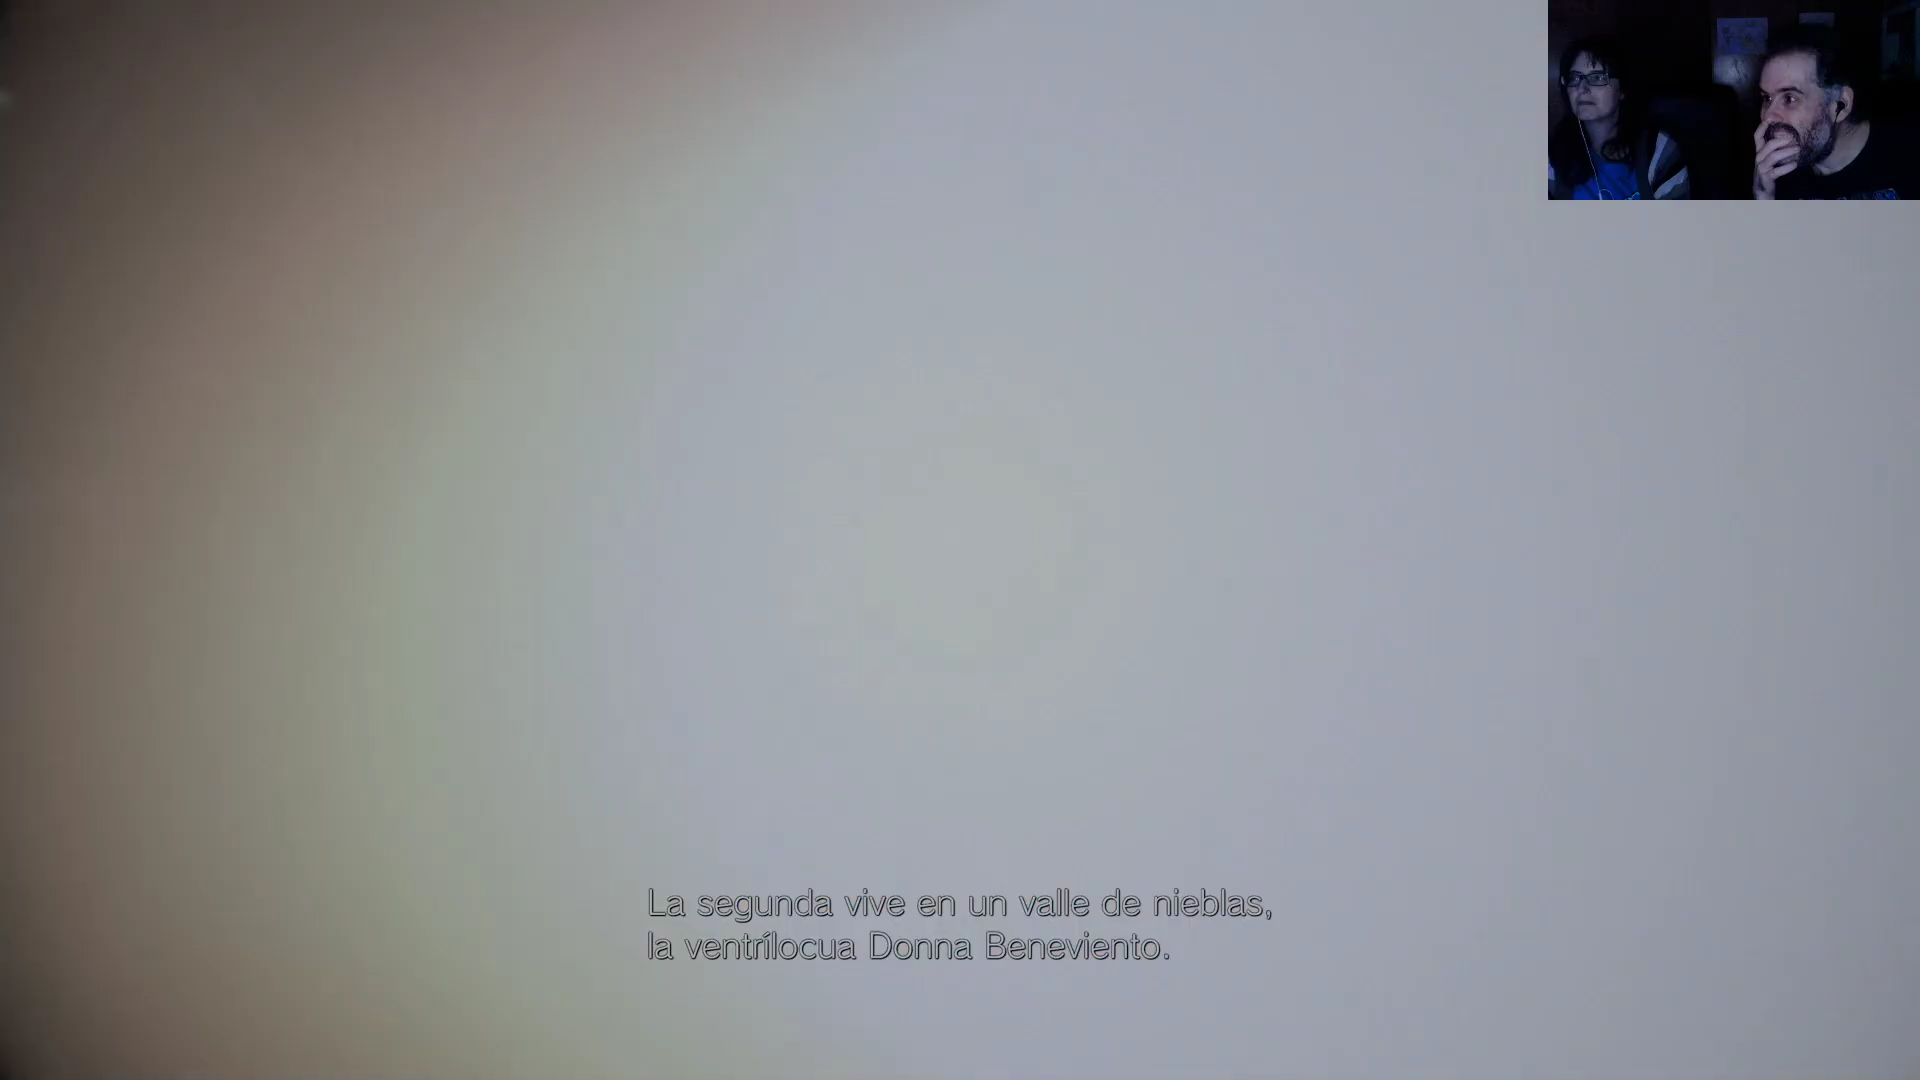 La segunda vive en un valle de nieblas,
la ventrílocua Donna Beneviento.